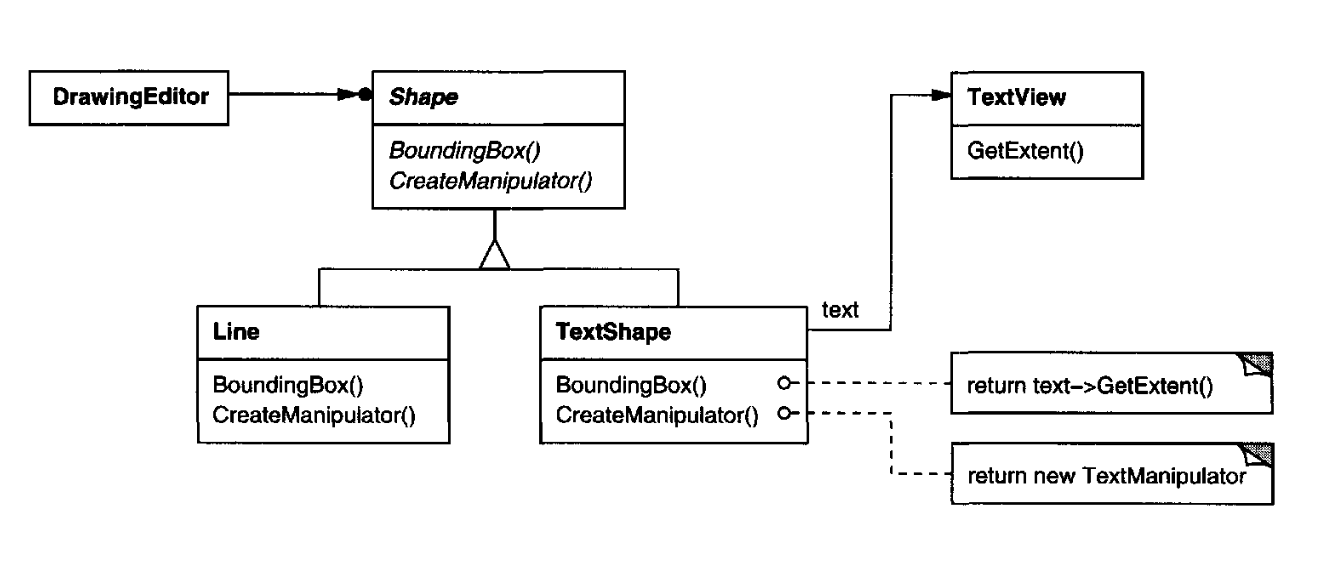 DrawingEditor
Shape
BoundingBox()
CreateManipulator()
TextView
GetExtent()
Line
BoundingBox()
CreateManipulator()
TextShape
BoundingBox()
CreateManipulator()
text
return text->GetExtent()
return new TextManipulator